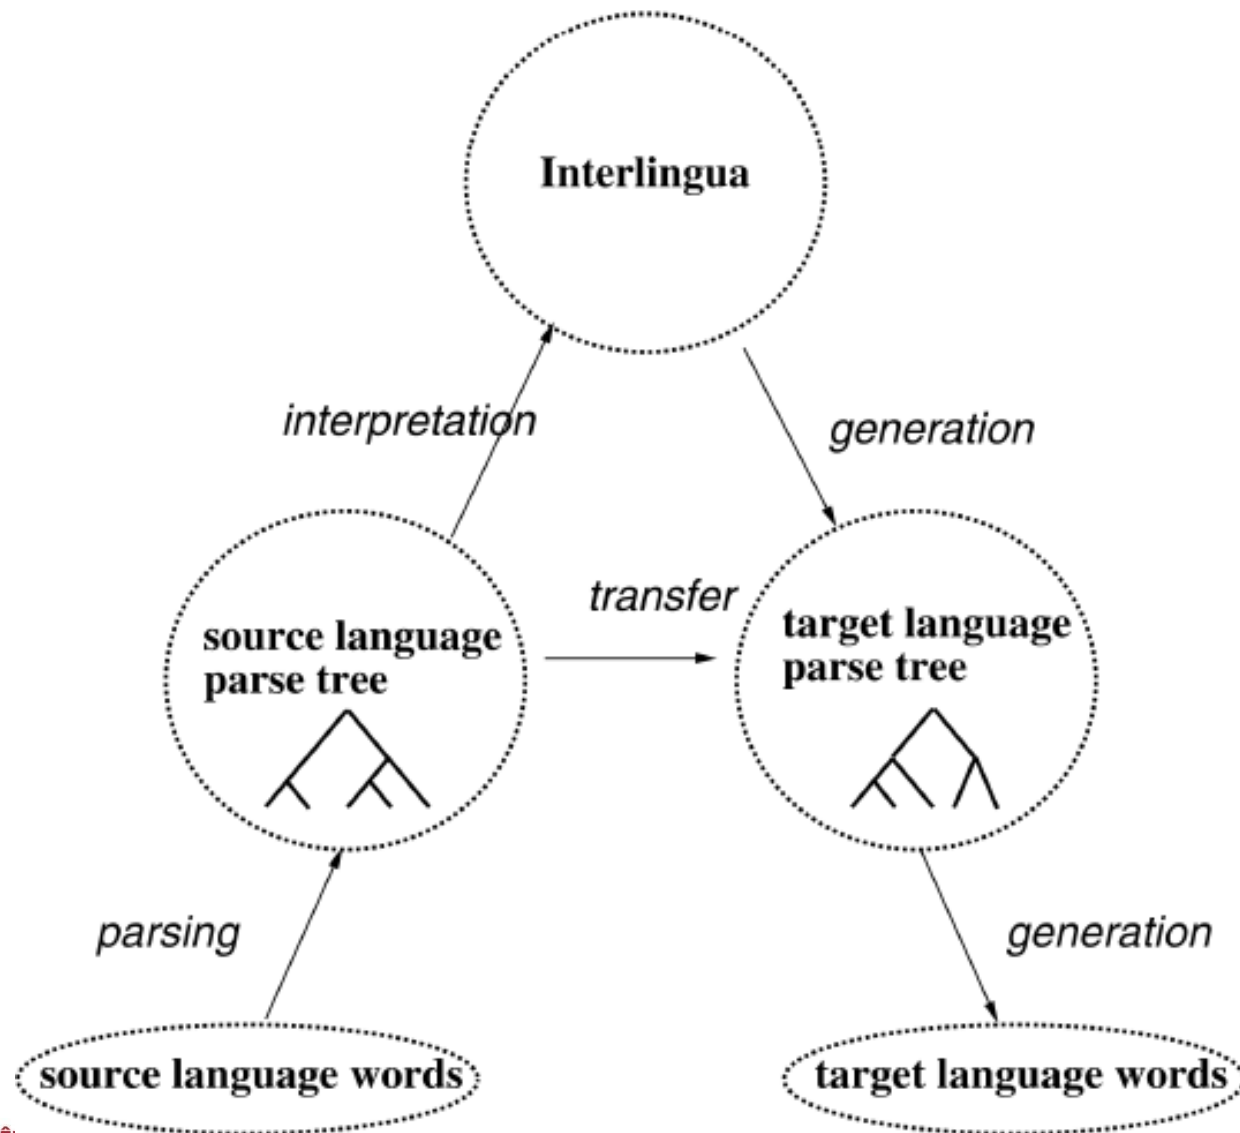 Interlingua
interpretation
generation
transfer
source language
parse tree
target language
parse tree
parsing
generation
source language words
target language words